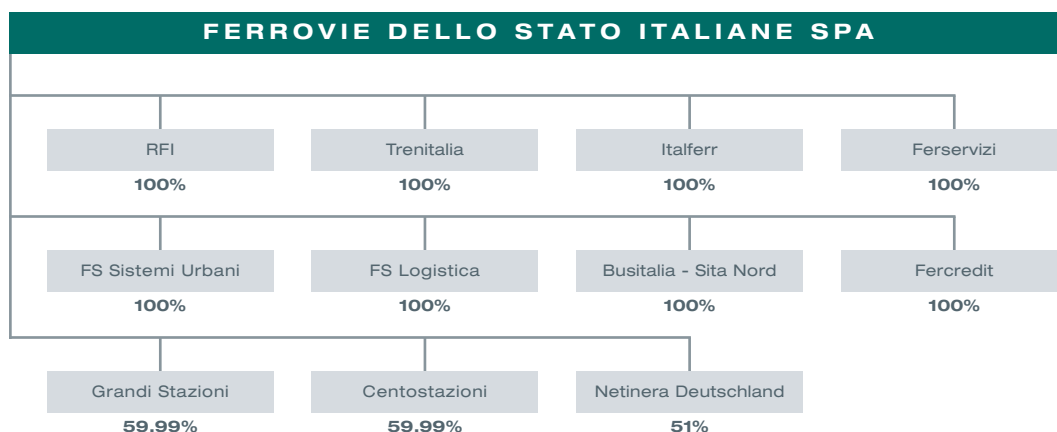 FERROVIE DELLO STATO ITALIANE SPA
RFI
Trenitalia
Italferr
Ferservizi
100%
100%
100%
100%
FS Sistemi Urbani
FS Logistica
Busitalia - Sita Nord
Fercredit
100%
100%
100%
100%
Grandi Stazioni
Centostazioni
Netinera Deutschland
59,99%
59,99%
51%